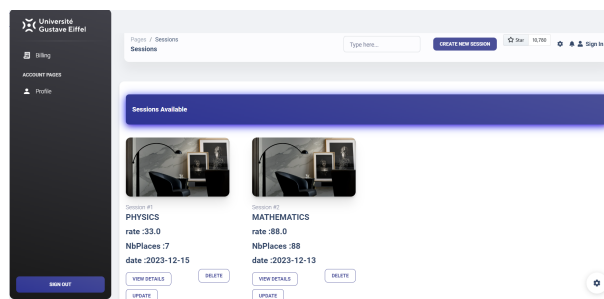 Université
Gustave Eiffel
Billing
ACCOUNT PAGES
Profile
SIGN OUT
Pages / Sessions
Sessions
Type here...
CREATE NEW SESSION
Star
10,760
Sign In
Sessions Available
Session #1
PHYSICS
rate :33.0
NbPlaces :7
date :2023-12-15
VIEW DETAILS
DELETE
UPDATE
Session #2
MATHEMATICS
rate :88.0
NbPlaces :88
date :2023-12-13
VIEW DETAILS
DELETE
UPDATE